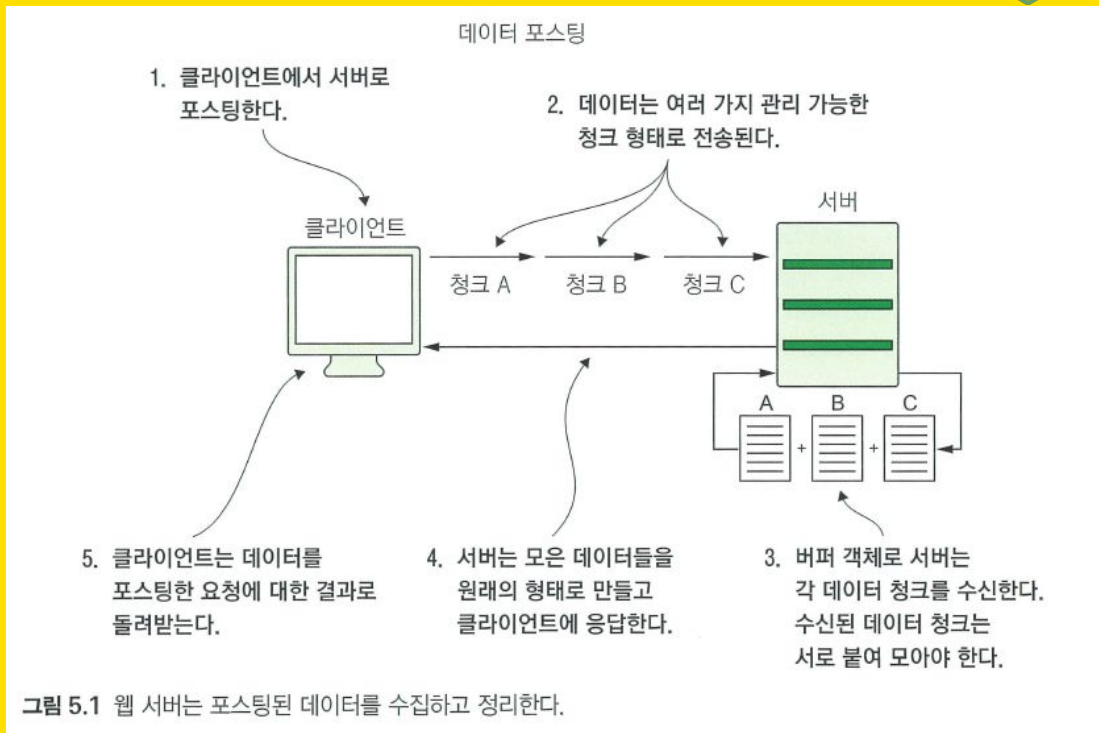 데이터 포스팅
1. 클라이언트에서 서버로
포스팅한다.
2. 데이터는 여러 가지 관리 가능한
청크 형태로 전송된다.
클라이언트
서버
청크 A
청크 B
청크 C
A
B
C
+
+
5. 클라이언트는 데이터를
포스팅한 요청에 대한 결과로
돌려받는다.
4. 서버는 모은 데이터들을
원래의 형태로 만들고
클라이언트에 응답한다.
3. 버퍼 객체로 서버는
각 데이터 청크를 수신한다.
수신된 데이터 청크는
서로 붙여 모아야 한다.
그림 5.1 웹 서버는 포스팅된 데이터를 수집하고 정리한다.